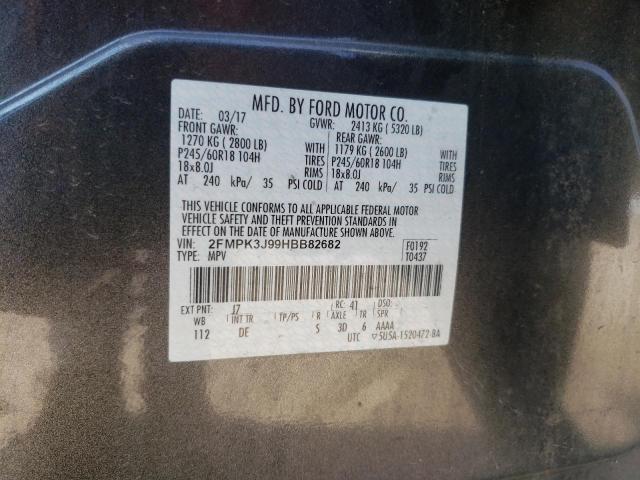 MFD. BY FORD MOTOR CO.
DATE: 03/17 GVWR: 2413 KG ( 5320 LB)
FRONT GAWR: REAR GAWR:
1270 KG ( 2800 LB) WITH 1179 KG ( 2600 LB) WITH
P245/60R18 104H TIRES P245/60R18 104H TIRES
18x8.0J RIMS 18x8.0J RIMS
AT 240 kPa/ 35 PSI COLD AT 240 kPa/ 35 PSI COLD
THIS VEHICLE CONFORMS TO ALL APPLICABLE FEDERAL MOTOR
VEHICLE SAFETY AND THEFT PREVENTION STANDARDS IN
EFFECT ON THE DATE OF MANUFACTURE SHOWN ABOVE.
VIN: 2FMPK3J99HBB82682 F0192
TYPE: MPV T0437
EXT PNT: J7 RC: 41 DSO:
WB INT TR TP/PS R AXLE TR SPR
112 DE S 3D 6 AAAA
UTC ▽5U5A-1520472-BA